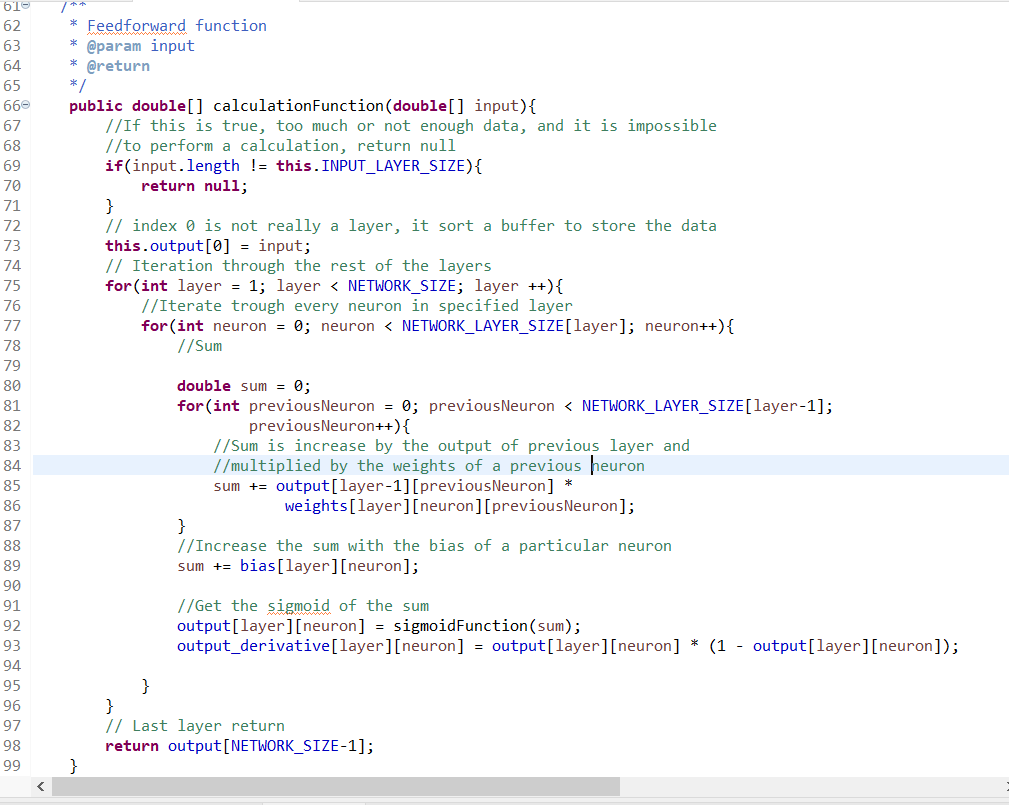 61 /**
62 * Feedforward function
63 * @param input
64 * @return
65 */
66 public double[] calculationFunction(double[] input){
67 //If this is true, too much or not enough data, and it is impossible
68 //to perform a calculation, return null
69 if(input.length != this.INPUT_LAYER_SIZE){
70 return null;
71 }
72 // index 0 is not really a layer, it sort a buffer to store the data
73 this.output[0] = input;
74 // Iteration through the rest of the layers
75 for(int layer = 1; layer < NETWORK_SIZE; layer ++){
76 //Iterate trough every neuron in specified layer
77 for(int neuron = 0; neuron < NETWORK_LAYER_SIZE[layer]; neuron++){
78 //Sum
79
80 double sum = 0;
81 for(int previousNeuron = 0; previousNeuron < NETWORK_LAYER_SIZE[layer-1];
82 previousNeuron++){
83 //Sum is increase by the output of previous layer and
84 //multiplied by the weights of a previous neuron
85 sum += output[layer-1][previousNeuron] *
86 weights[layer][neuron][previousNeuron];
87 }
88 //Increase the sum with the bias of a particular neuron
89 sum += bias[layer][neuron];
90
91 //Get the sigmoid of the sum
92 output[layer][neuron] = sigmoidFunction(sum);
93 output_derivative[layer][neuron] = output[layer][neuron] * (1 - output[layer][neuron]);
94
95 }
96 }
97 // Last layer return
98 return output[NETWORK_SIZE-1];
99 }